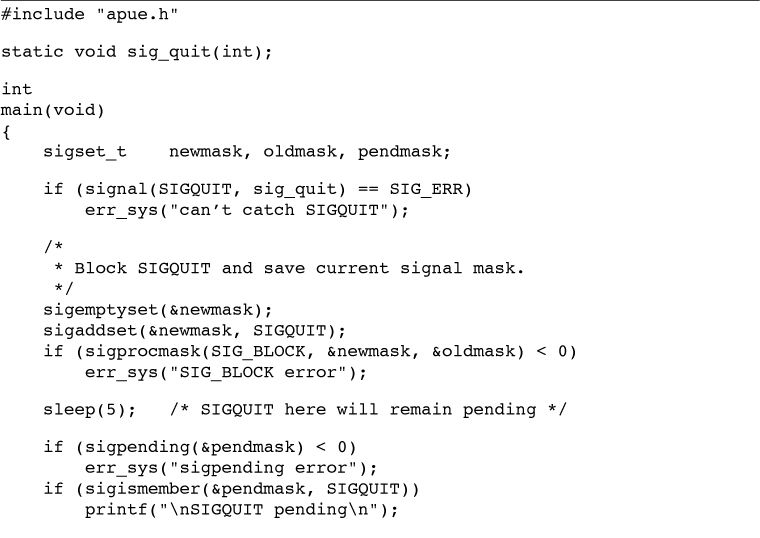 #include "apue.h"
static void sig_quit(int);
int
main(void)
{
    sigset_t    newmask, oldmask, pendmask;
    if (signal(SIGQUIT, sig_quit) == SIG_ERR)
        err_sys("can’t catch SIGQUIT");
    /*
     * Block SIGQUIT and save current signal mask.
     */
    sigemptyset(&newmask);
    sigaddset(&newmask, SIGQUIT);
    if (sigprocmask(SIG_BLOCK, &newmask, &oldmask) < 0)
        err_sys("SIG_BLOCK error");
    sleep(5);   /* SIGQUIT here will remain pending */
    if (sigpending(&pendmask) < 0)
        err_sys("sigpending error");
    if (sigismember(&pendmask, SIGQUIT))
        printf("\nSIGQUIT pending\n");